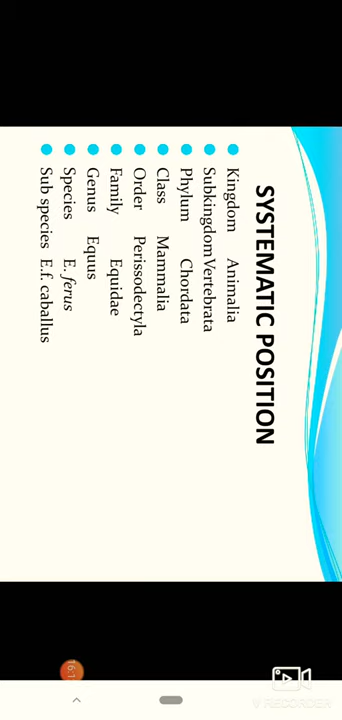 SYSTEMATIC POSITION
Kingdom Animalia
Subkingdom Vertebrata
Phylum Chordata
Class Mammalia
Order Perissodectyla
Family Equidae
Genus Equus
Species E. ferus
Sub species E.f. caballus
V RECORDER